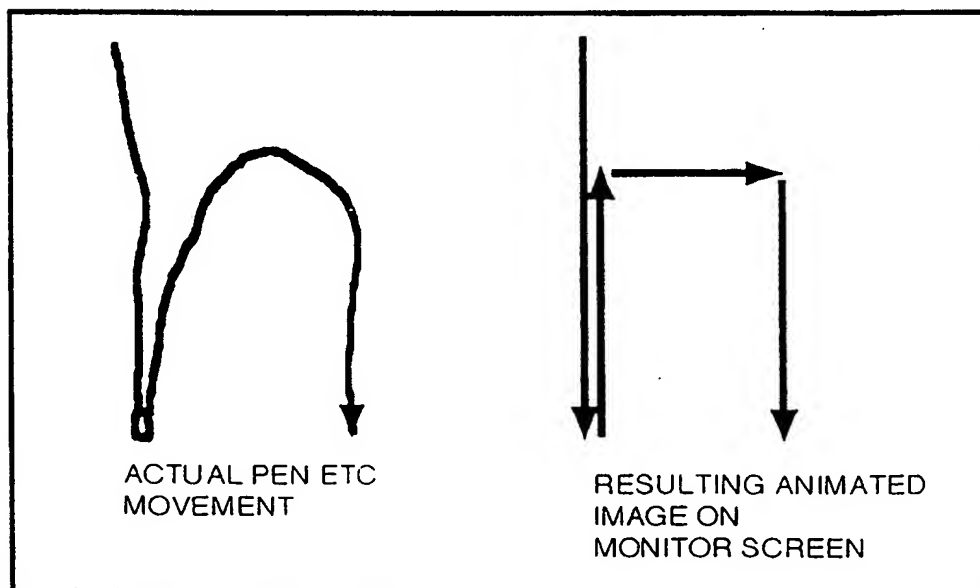 ACTUAL PEN ETC
MOVEMENT
RESULTING ANIMATED
IMAGE ON
MONITOR SCREEN